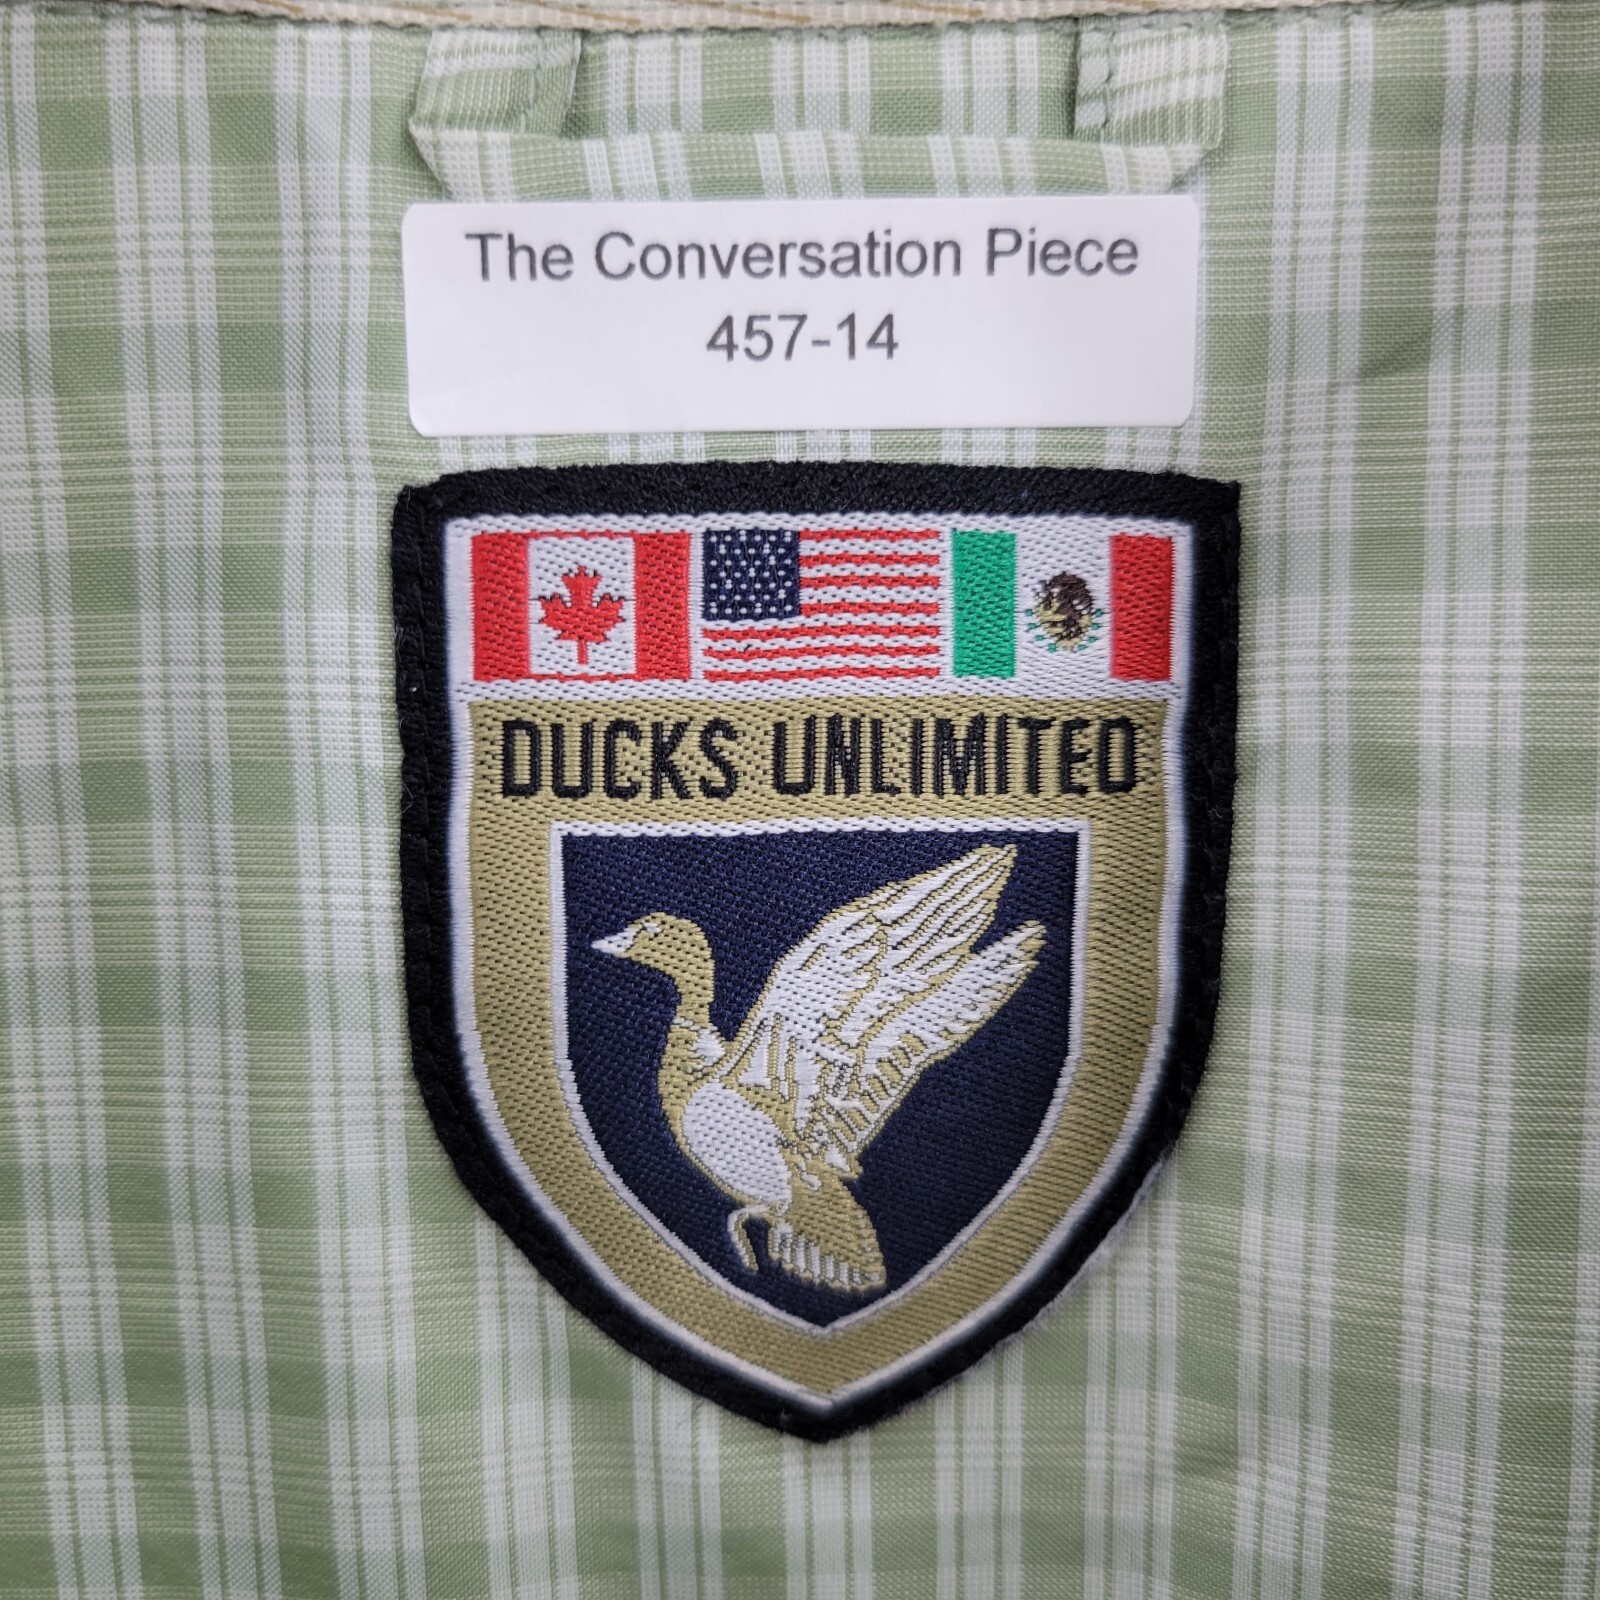 The Conversation Piece
457-14
DUCKS UNLIMITED